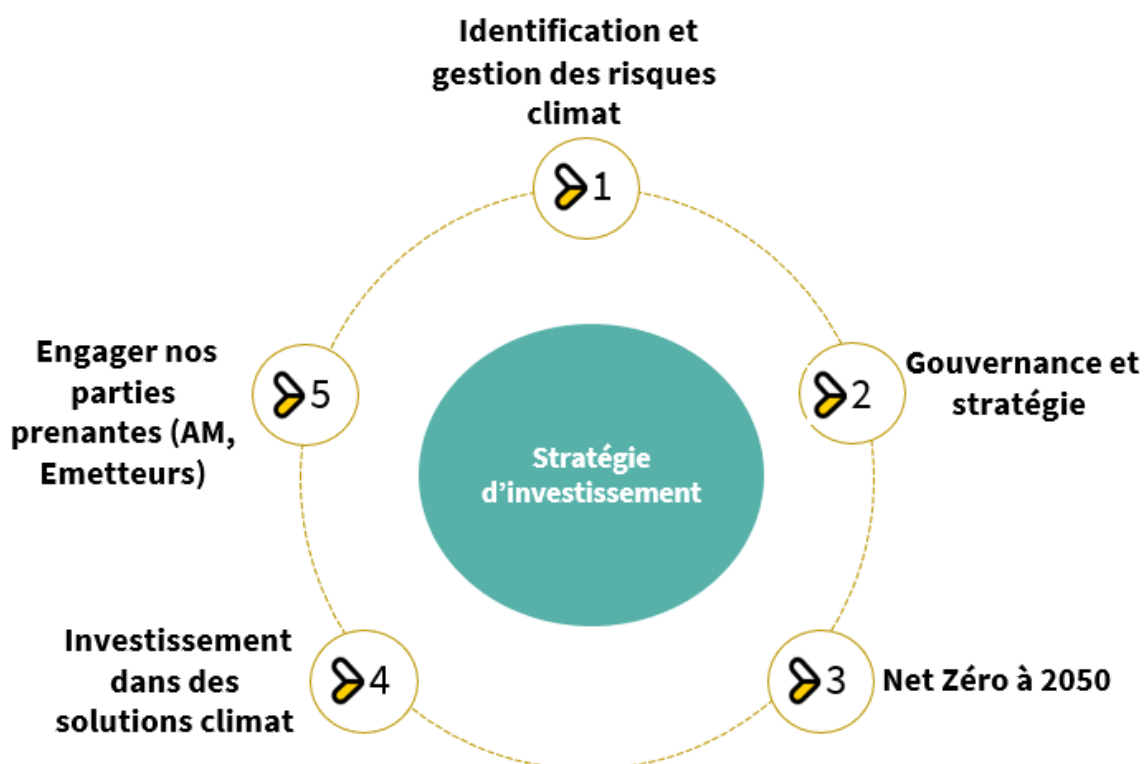 Identification et
gestion des risques
climat
1
Gouvernance et
stratégie
2
Net Zéro à 2050
3
Investissement
dans des
solutions climat
4
Engager nos
parties
prenantes (AM,
Emetteurs)
5
Stratégie
d’investissement